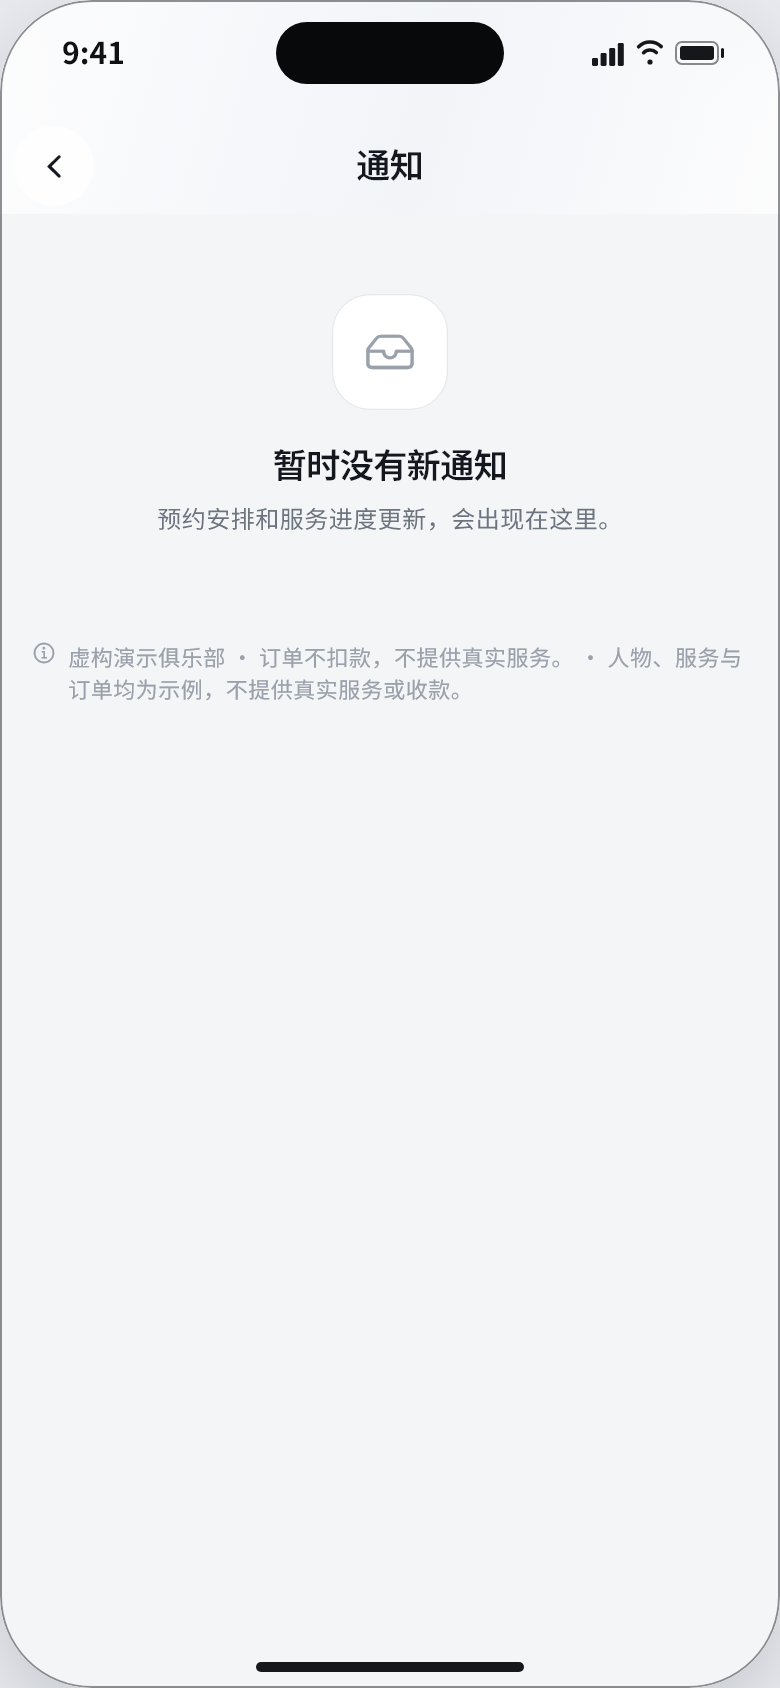 9:41
通知
暂时没有新通知
预约安排和服务进度更新，会出现在这里。
虚构演示俱乐部 · 订单不扣款，不提供真实服务。 · 人物、服务与
订单均为示例，不提供真实服务或收款。